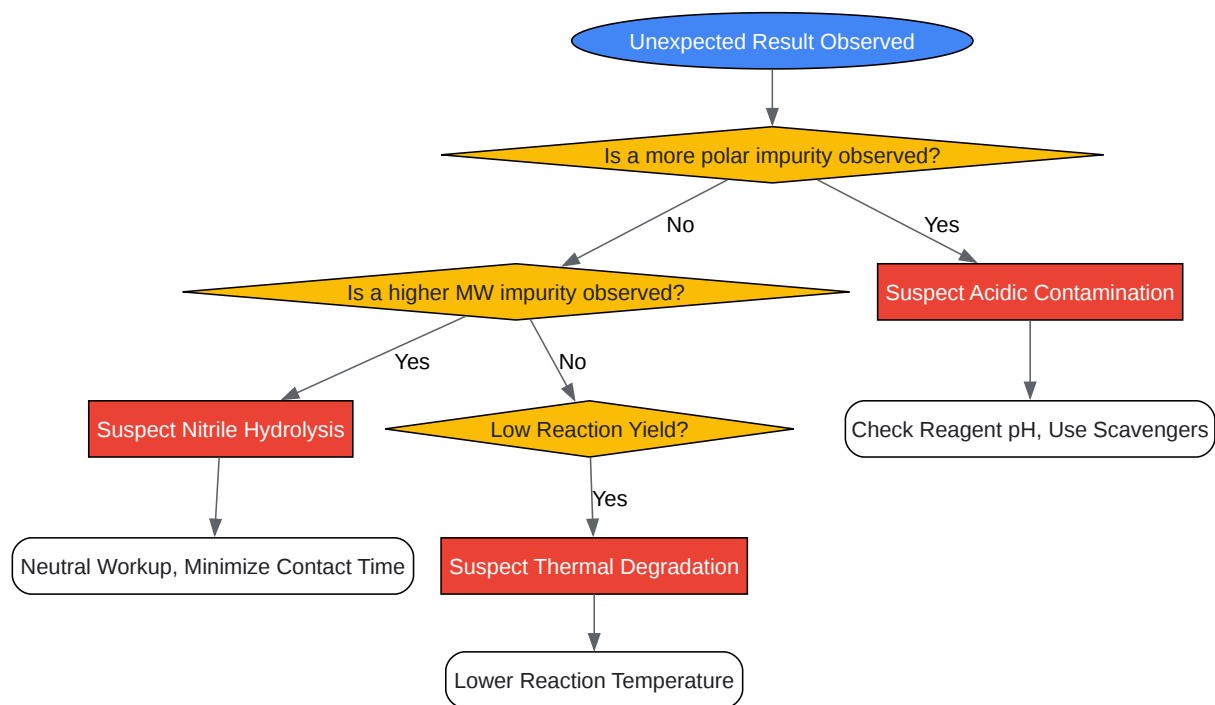 Unexpected Result Observed
Is a more polar impurity observed?
No
Yes
Is a higher MW impurity observed?
Suspect Acidic Contamination
Yes
No
Suspect Nitrile Hydrolysis
Low Reaction Yield?
Check Reagent pH, Use Scavengers
Yes
Neutral Workup, Minimize Contact Time
Suspect Thermal Degradation
Lower Reaction Temperature